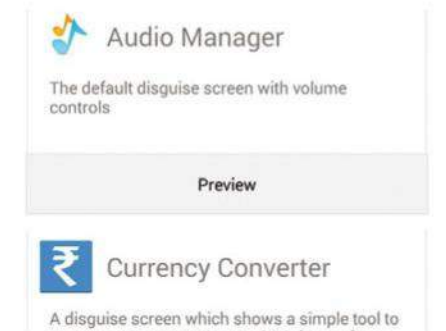 Audio Manager
The default disguise screen with volume
controls
Preview
₹ Currency Converter
A disguise screen which shows a simple tool to